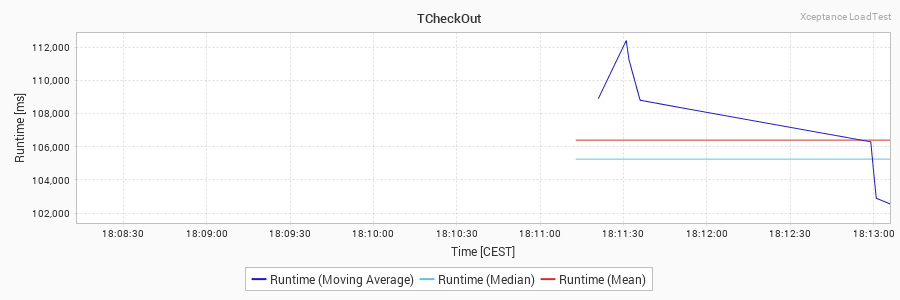 TCheckOut
Xceptance LoadTest
Runtime [ms]
112,000
110,000
108,000
106,000
104,000
102,000
18:08:30 18:09:00 18:09:30 18:10:00 18:10:30 18:11:00 18:11:30 18:12:00 18:12:30 18:13:00
Time [CEST]
Runtime (Moving Average) Runtime (Median) Runtime (Mean)